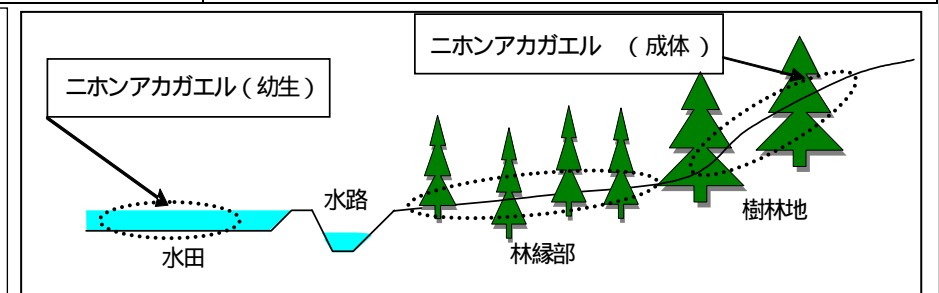 ニホンアカガエル （ 成体 ）
ニホンアカガエル（ 幼生 ）
水路
樹林地
水田
林縁部